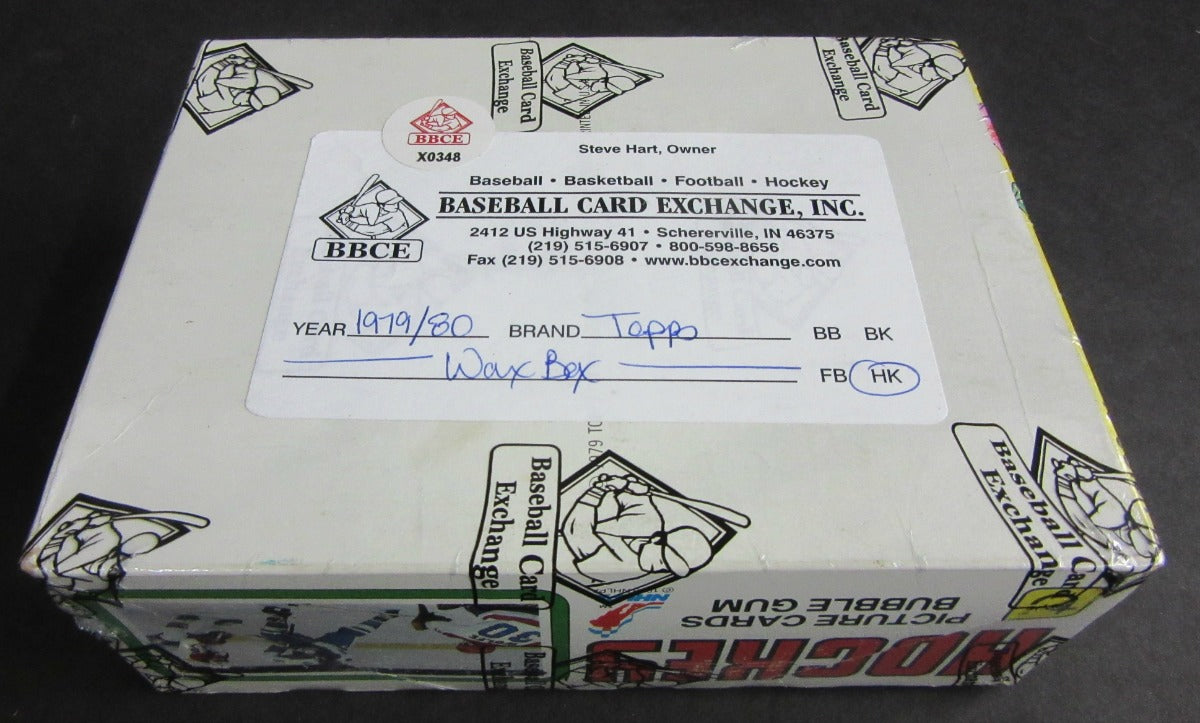 Baseball Card
Exchange
Baseball Card
Exchange
BBCE
X0348
Steve Hart, Owner
Baseball • Basketball • Football • Hockey
BASEBALL CARD EXCHANGE, INC.
BBCE
2412 US Highway 41 • Schererville, IN 46375
(219) 515-6907 • 800-598-8656
Fax (219) 515-6908 • www.bbcexchange.com
YEAR 1979/80 BRAND Topps BB BK
Wax Box FB HK
Baseball Card
Exchange
Baseball Card
Exchange
PICTURE CARDS
BUBBLE GUM
HOCKEY